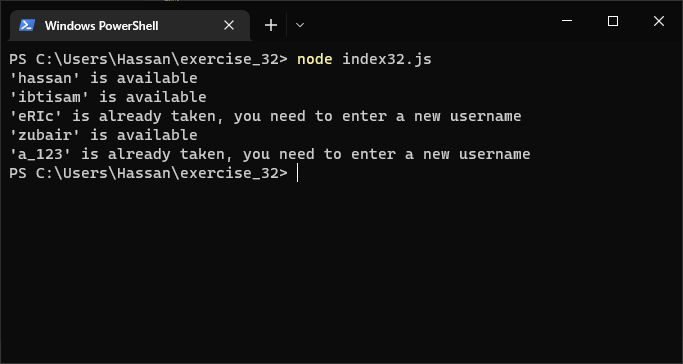 Windows PowerShell
PS C:\Users\Hassan\exercise_32> node index32.js
'hassan' is available
'ibtisam' is available
'eRIc' is already taken, you need to enter a new username
'zubair' is available
'a_123' is already taken, you need to enter a new username
PS C:\Users\Hassan\exercise_32>